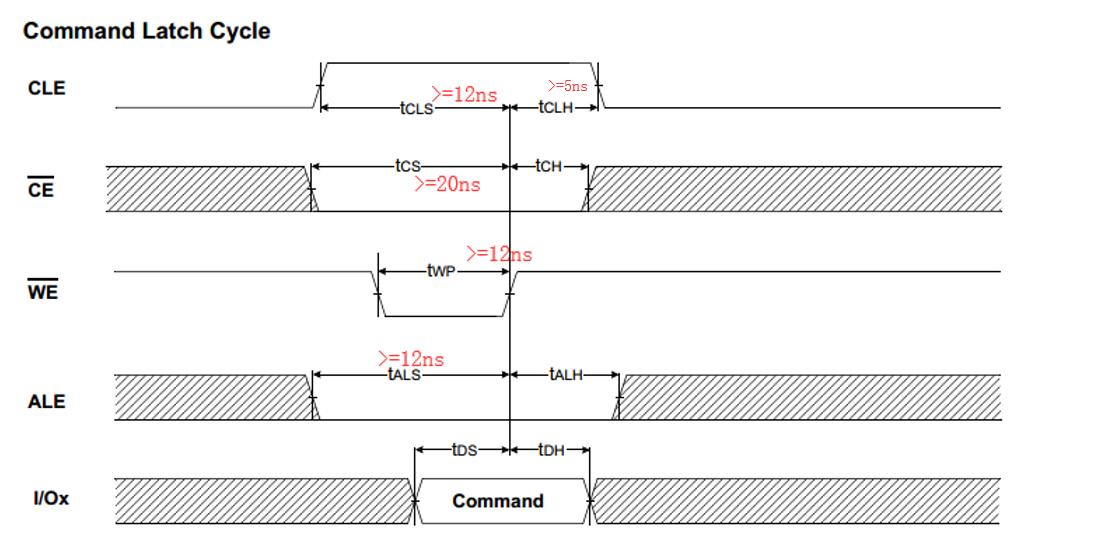 Command Latch Cycle
CLE
>=12ns
>=5ns
tCLS
tCLH
CE
tCS
tCH
>=20ns
WE
>=12ns
tWP
ALE
>=12ns
tALS
tALH
I/Ox
tDS
tDH
Command